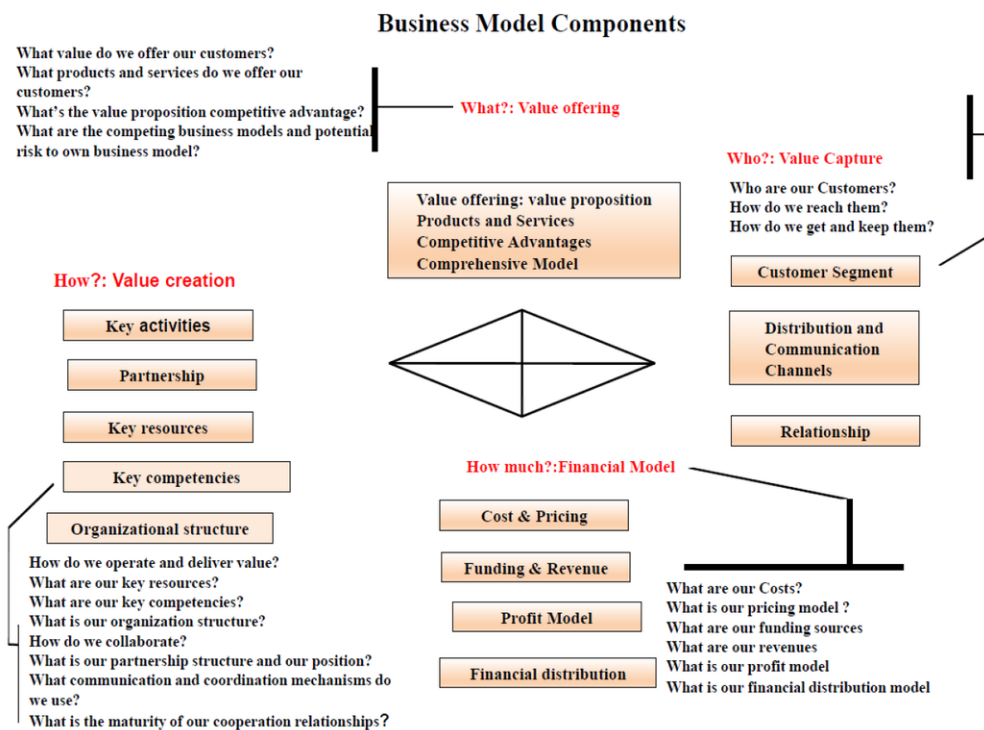 Business Model Components
What value do we offer our customers?
What products and services do we offer our
customers?
What's the value proposition competitive advantage?
What are the competing business models and potential
risk to own business model?
What?: Value offering
Who?: Value Capture
Who are our Customers?
How do we reach them?
How do we get and keep them?
Value offering: value proposition
Products and Services
Competitive Advantages
Comprehensive Model
Customer Segment
How?: Value creation
Key activities
Partnership
Key resources
Key competencies
Organizational structure
Distribution and
Communication
Channels
Relationship
How much?:Financial Model
Cost & Pricing
Funding & Revenue
Profit Model
Financial distribution
How do we operate and deliver value?
What are our key resources?
What are our key competencies?
What is our organization structure?
How do we collaborate?
What is our partnership structure and our position?
What communication and coordination mechanisms do
we use?
What is the maturity of our cooperation relationships?
What are our Costs?
What is our pricing model ?
What are our funding sources
What are our revenues
What is our profit model
What is our financial distribution model